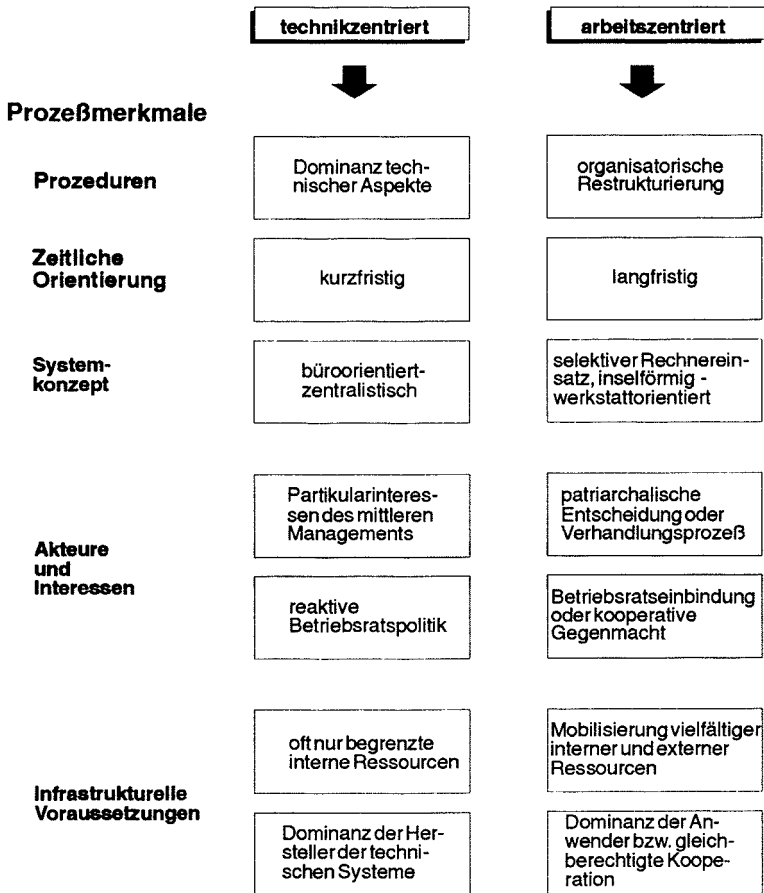 technikzentriert
arbeitszentriert
Prozeßmerkmale
Prozeduren
Dominanz tech-
nischer Aspekte
organisatorische
Restrukturierung
Zeitliche
Orientierung
kurzfristig
langfristig
System-
konzept
büroorientiert-
zentralistisch
selektiver Rechnerein-
satz, inselförmig -
werkstattorientiert
Akteure
und
Interessen
Partikularinteres-
sen des mittleren
Managements
patriarchalische
Entscheidung oder
Verhandlungsprozeß
reaktive
Betriebsratspolitik
Betriebsratseinbindung
oder kooperative
Gegenmacht
Infrastrukturelle
Voraussetzungen
oft nur begrenzte
interne Ressourcen
Mobilisierung vielfältiger
interner und externer
Ressourcen
Dominanz der Her-
steller der techni-
schen Systeme
Dominanz der An-
wender bzw. gleich-
berechtigte Koope-
ration